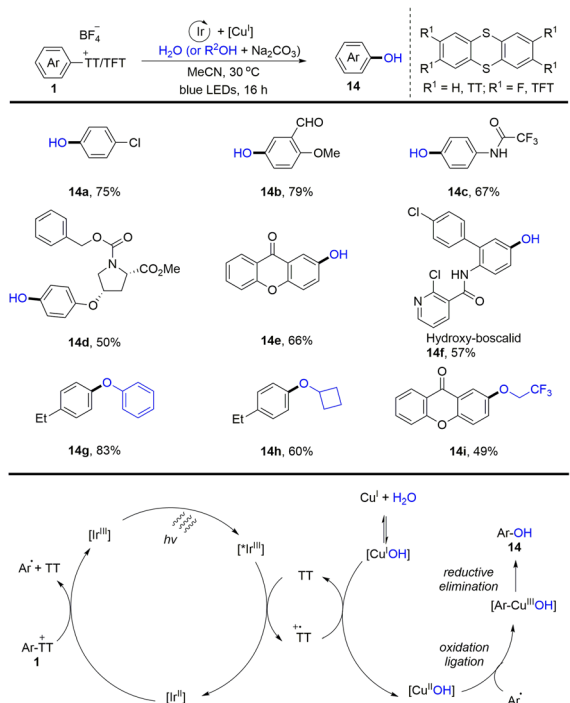 BF₄⁻
Ir + [Cuᴵ]
H₂O (or R²OH + Na₂CO₃)
Ar ⁺TT/TFT
MeCN, 30 ºC
blue LEDs, 16 h
1
Ar OH
14
R¹ S R¹
R¹ S R¹
R¹ = H, TT; R¹ = F, TFT
HO Cl
14a, 75%
CHO
HO OMe
14b, 79%
O
CF₃
HO NH
14c, 67%
O O
N
CO₂Me
HO O
14d, 50%
O
OH
O
14e, 66%
Cl
OH
HN
Cl
N O
Hydroxy-boscalid
14f, 57%
O
Et
14g, 83%
O
Et
14h, 60%
O
O CF₃
O
14i, 49%
Cuᴵ + H₂O
[Irᴵᴵᴵ]
hν
[*Irᴵᴵᴵ]
[CuᴵOH]
Ar-OH
14
Ar• + TT
TT
reductive
elimination
⁺•TT
[Ar-CuᴵᴵᴵOH]
Ar-⁺TT
1
oxidation
ligation
[Irᴵᴵ]
[CuᴵᴵOH]
Ar•